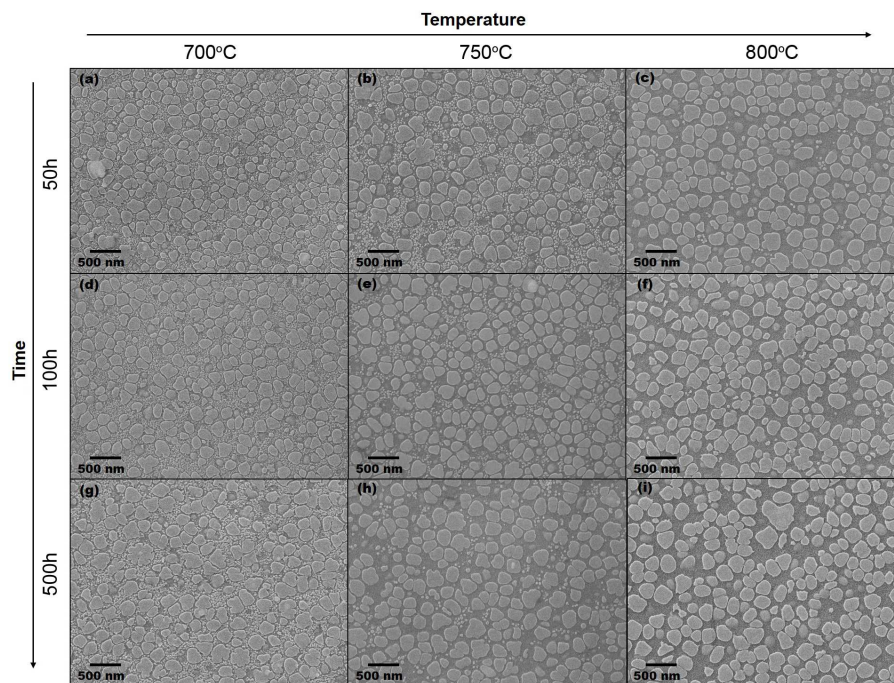 Temperature
700°C 750°C 800°C
(a) (b) (c)
50h
500 nm 500 nm 500 nm
(d) (e) (f)
Time
100h
500 nm 500 nm 500 nm
(g) (h) (i)
500h
500 nm 500 nm 500 nm